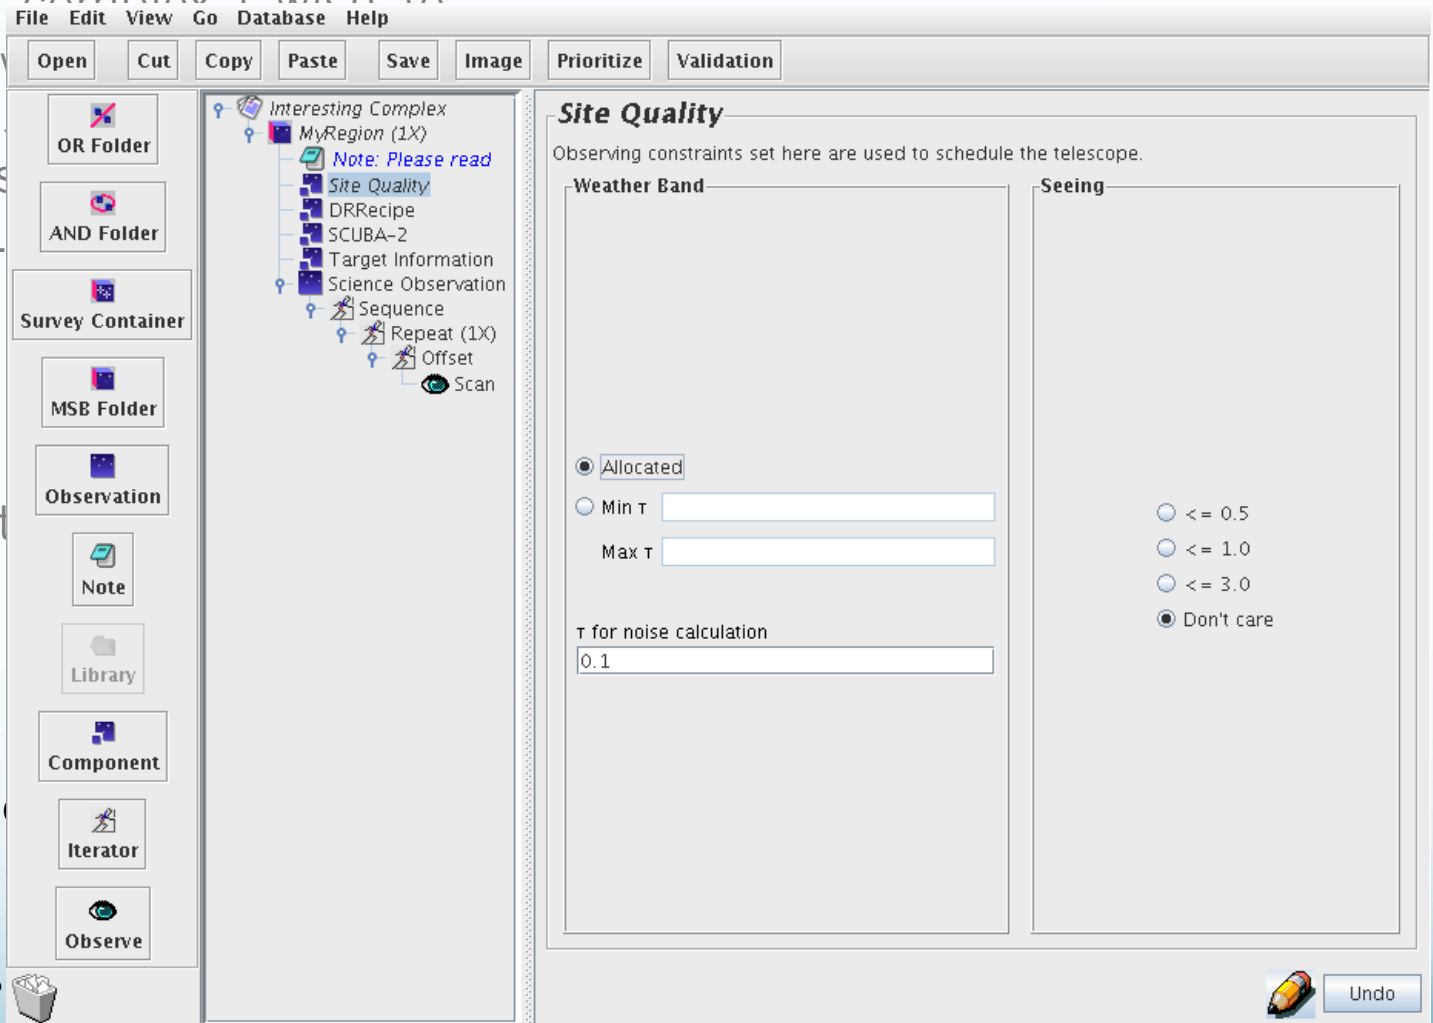 File Edit View Go Database Help
Open Cut Copy Paste Save Image Prioritize Validation
OR Folder
AND Folder
Survey Container
MSB Folder
Observation
Note
Library
Component
Iterator
Observe
Interesting Complex
MyRegion (1X)
Note: Please read
Site Quality
DRRecipe
SCUBA-2
Target Information
Science Observation
Sequence
Repeat (1X)
Offset
Scan
Site Quality
Observing constraints set here are used to schedule the telescope.
Weather Band
Allocated
Min τ
Max τ
τ for noise calculation
0.1
Seeing
<= 0.5
<= 1.0
<= 3.0
Don't care
Undo